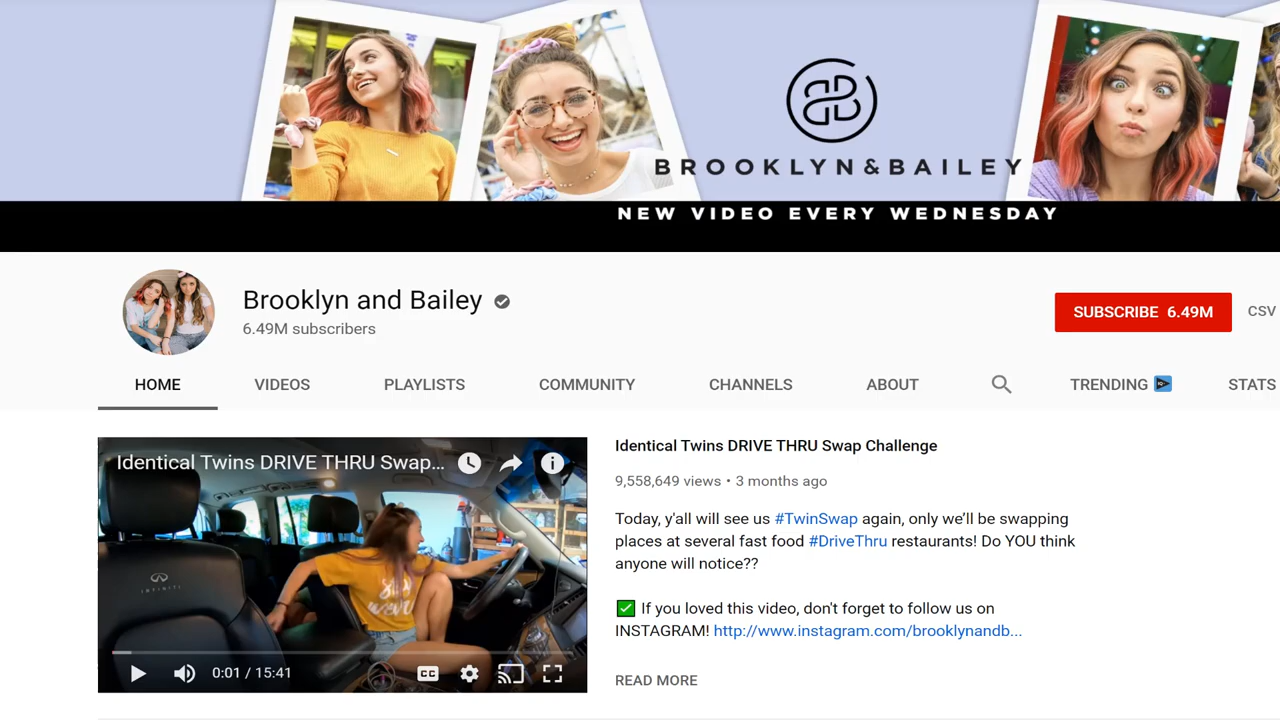 BROOKLYN&BAILEY
NEW VIDEO EVERY WEDNESDAY
Brooklyn and Bailey
6.49M subscribers
SUBSCRIBE 6.49M
CSV
HOME
VIDEOS
PLAYLISTS
COMMUNITY
CHANNELS
ABOUT
TRENDING
STATS
Identical Twins DRIVE THRU Swap...
INFINITI
CC
0:01 / 15:41
Identical Twins DRIVE THRU Swap Challenge
9,558,649 views • 3 months ago
Today, y'all will see us #TwinSwap again, only we’ll be swapping
places at several fast food #DriveThru restaurants! Do YOU think
anyone will notice??
✅ If you loved this video, don't forget to follow us on
INSTAGRAM! http://www.instagram.com/brooklynandb...
READ MORE